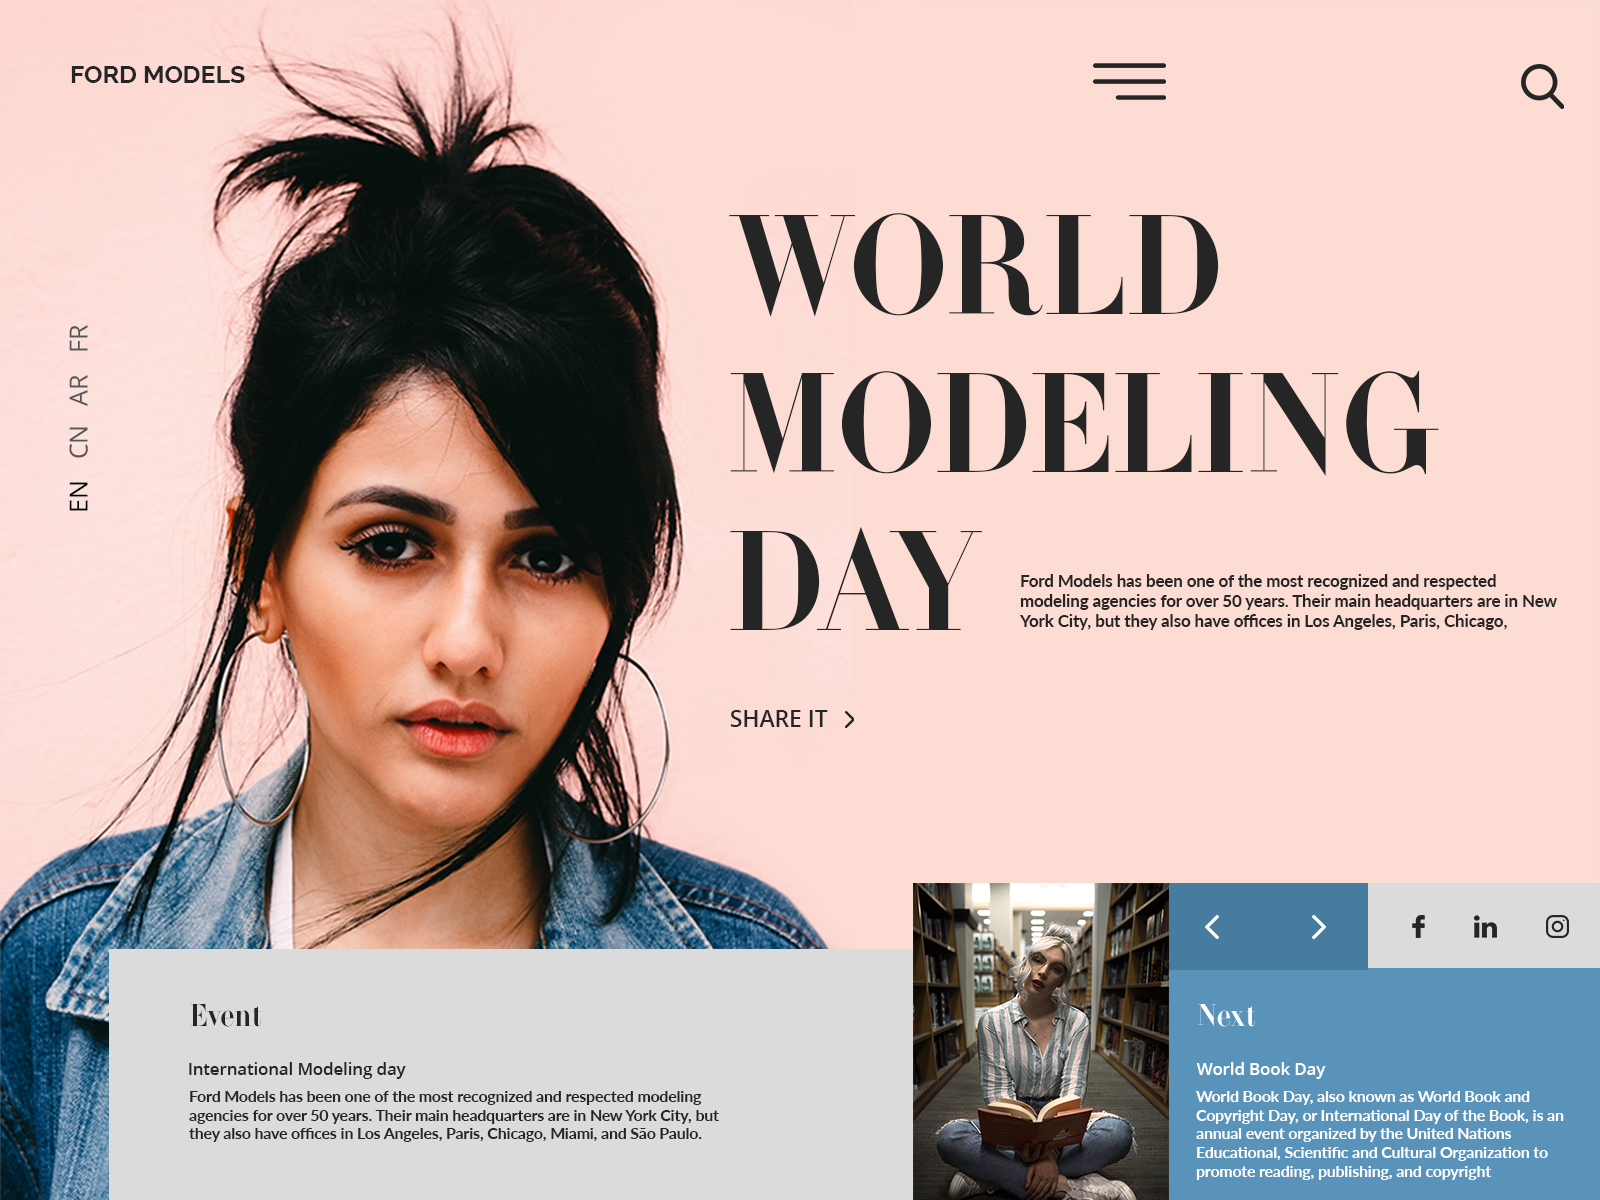 FORD MODELS
FR
AR
CN
EN
WORLD
MODELING
DAY
Ford Models has been one of the most recognized and respected
modeling agencies for over 50 years. Their main headquarters are in New
York City, but they also have offices in Los Angeles, Paris, Chicago,
SHARE IT
Event
International Modeling day
Ford Models has been one of the most recognized and respected modeling
agencies for over 50 years. Their main headquarters are in New York City, but
they also have offices in Los Angeles, Paris, Chicago, Miami, and São Paulo.
f
in
Next
World Book Day
World Book Day, also known as World Book and
Copyright Day, or International Day of the Book, is an
annual event organized by the United Nations
Educational, Scientific and Cultural Organization to
promote reading, publishing, and copyright